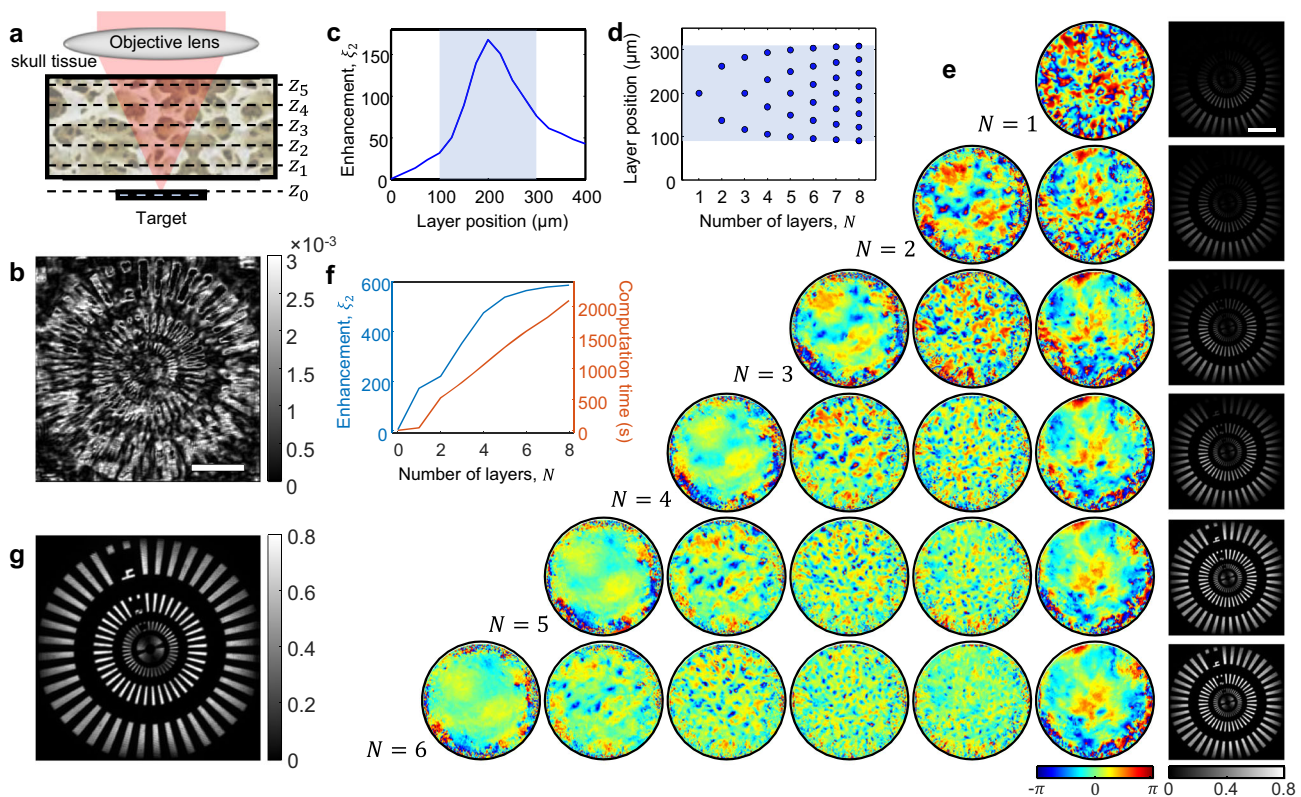 a
Objective lens
skull tissue
z5
z4
z3
z2
z1
z0
Target
b
×10-3
3
2.5
2
1.5
1
0.5
0
g
0.8
0.6
0.4
0.2
0
c
Enhancement, ξ2
150
100
50
0
0 100 200 300 400
Layer position (µm)
d
Layer position (µm)
300
200
100
0
1 2 3 4 5 6 7 8
Number of layers, N
f
Enhancement, ξ2
600
400
200
0
Computation time (s)
2000
1500
1000
500
0
0 2 4 6 8
Number of layers, N
e
N = 1
N = 2
N = 3
N = 4
N = 5
N = 6
-π 0 π
0 0.4 0.8